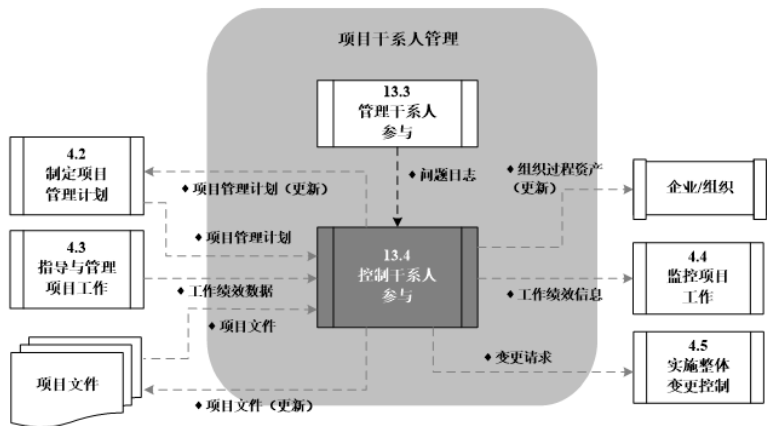 项目干系人管理
13.3
管理干系人
参与
4.2
制定项目
管理计划
♦ 项目管理计划（更新）
♦ 问题日志
♦ 组织过程资产
（更新）
企业/组织
♦ 项目管理计划
4.3
指导与管理
项目工作
♦ 工作绩效数据
13.4
控制干系人
参与
♦ 工作绩效信息
4.4
监控项目
工作
♦ 项目文件
项目文件
♦ 项目文件（更新）
♦ 变更请求
4.5
实施整体
变更控制